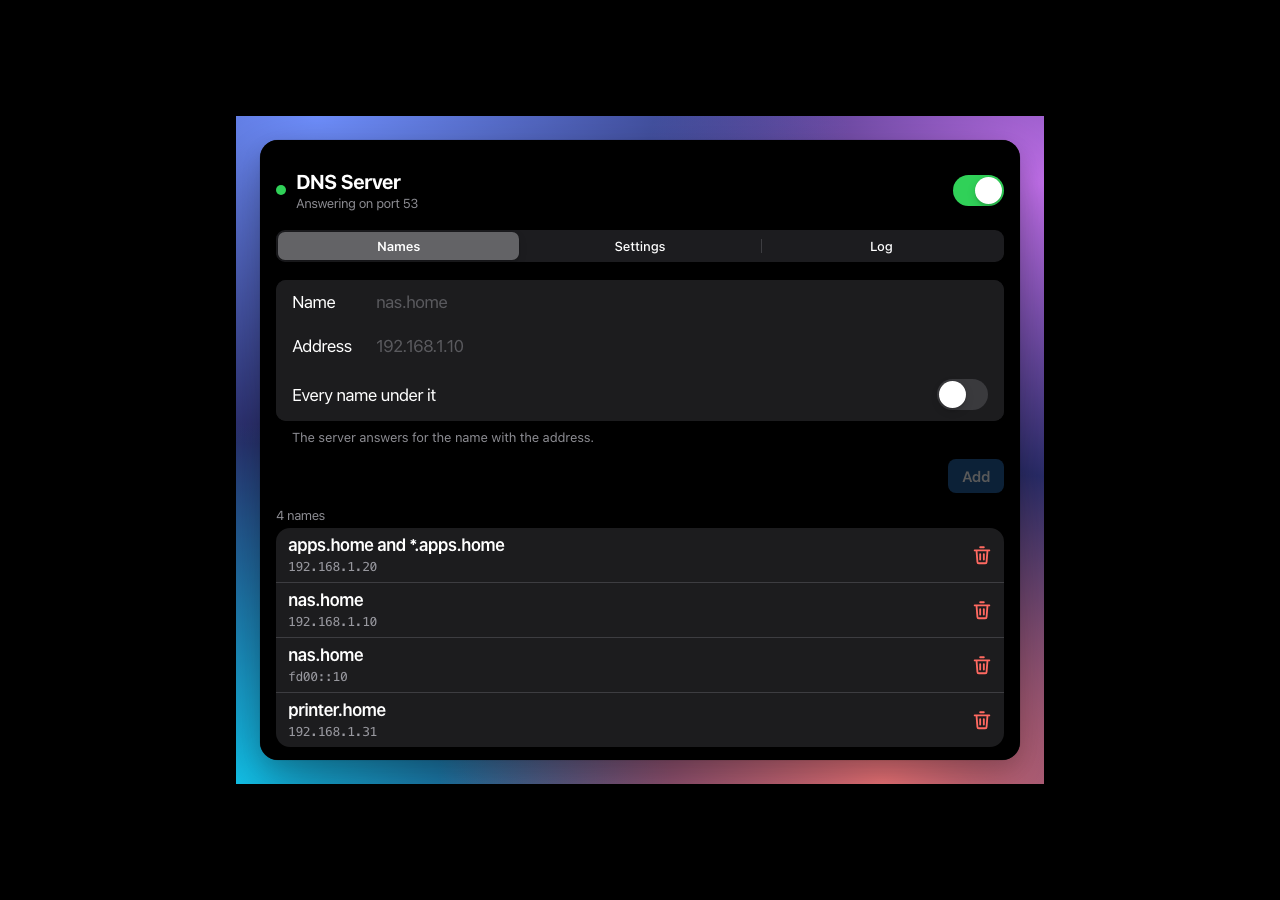 DNS Server
Answering on port 53
Names
Settings
Log
Name
nas.home
Address
192.168.1.10
Every name under it
The server answers for the name with the address.
Add
4 names
apps.home and *.apps.home
192.168.1.20
nas.home
192.168.1.10
nas.home
fd00::10
printer.home
192.168.1.31